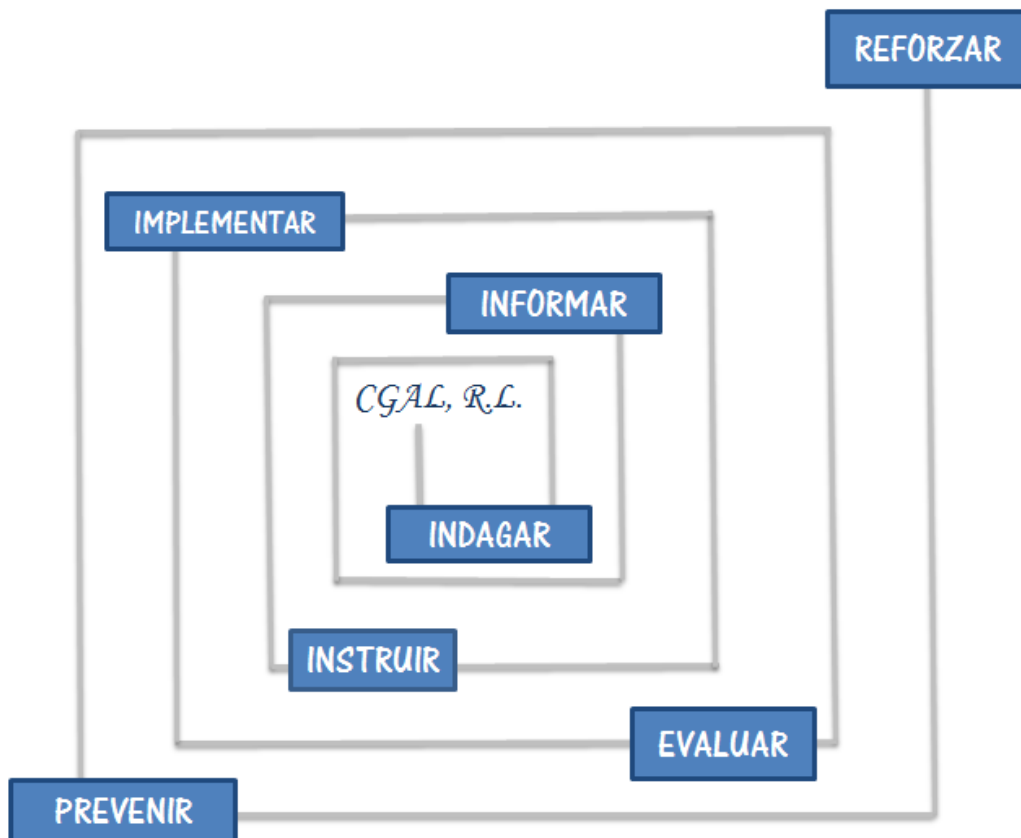 REFORZAR
IMPLEMENTAR
INFORMAR
CGAL, R.L.
INDAGAR
INSTRUIR
EVALUAR
PREVENIR